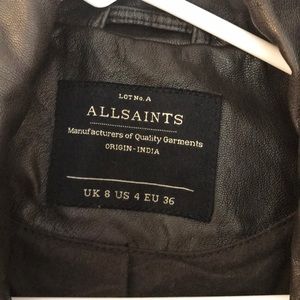 LOT No. A
ALLSAINTS
Manufacturers of Quality Garments
ORIGIN - INDIA
UK 8 US 4 EU 36